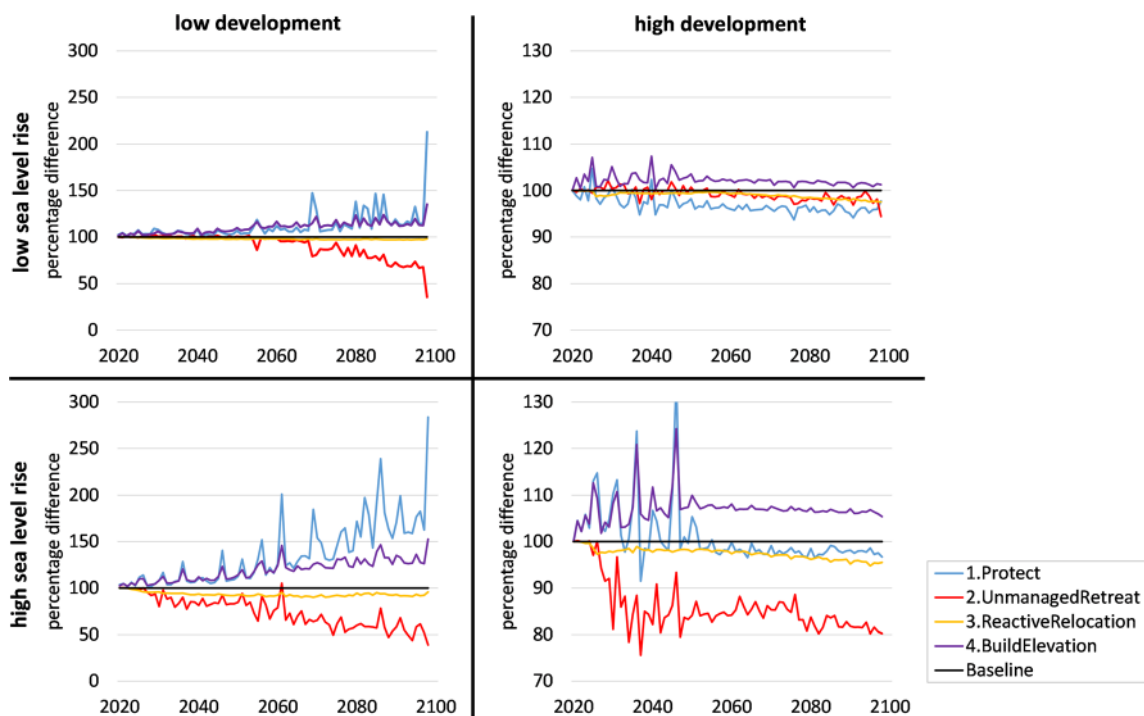 low development
high development
low sea level rise
percentage difference
300
250
200
150
100
50
0
2020 2040 2060 2080 2100
percentage difference
130
120
110
100
90
80
70
2020 2040 2060 2080 2100
high sea level rise
percentage difference
300
250
200
150
100
50
0
2020 2040 2060 2080 2100
percentage difference
130
120
110
100
90
80
70
2020 2040 2060 2080 2100
1.Protect
2.UnmanagedRetreat
3.ReactiveRelocation
4.BuildElevation
Baseline